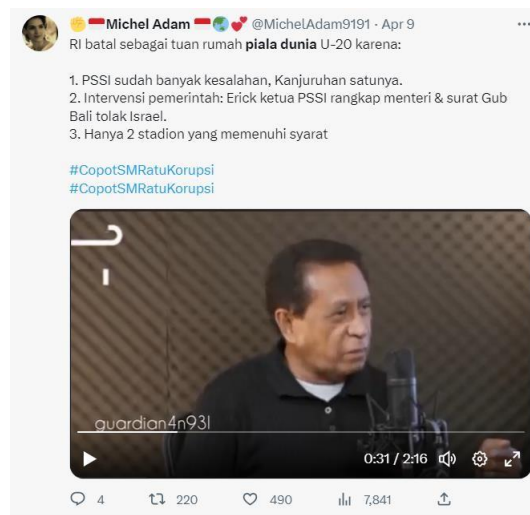 Michel Adam @MichelAdam9191 · Apr 9
RI batal sebagai tuan rumah piala dunia U-20 karena:
1. PSSI sudah banyak kesalahan, Kanjuruhan satunya.
2. Intervensi pemerintah: Erick ketua PSSI rangkap menteri & surat Gub
Bali tolak Israel.
3. Hanya 2 stadion yang memenuhi syarat
#CopotSMRatuKorupsi
#CopotSMRatuKorupsi
guardian4n93l
0:31 / 2:16
4 220 490 7,841